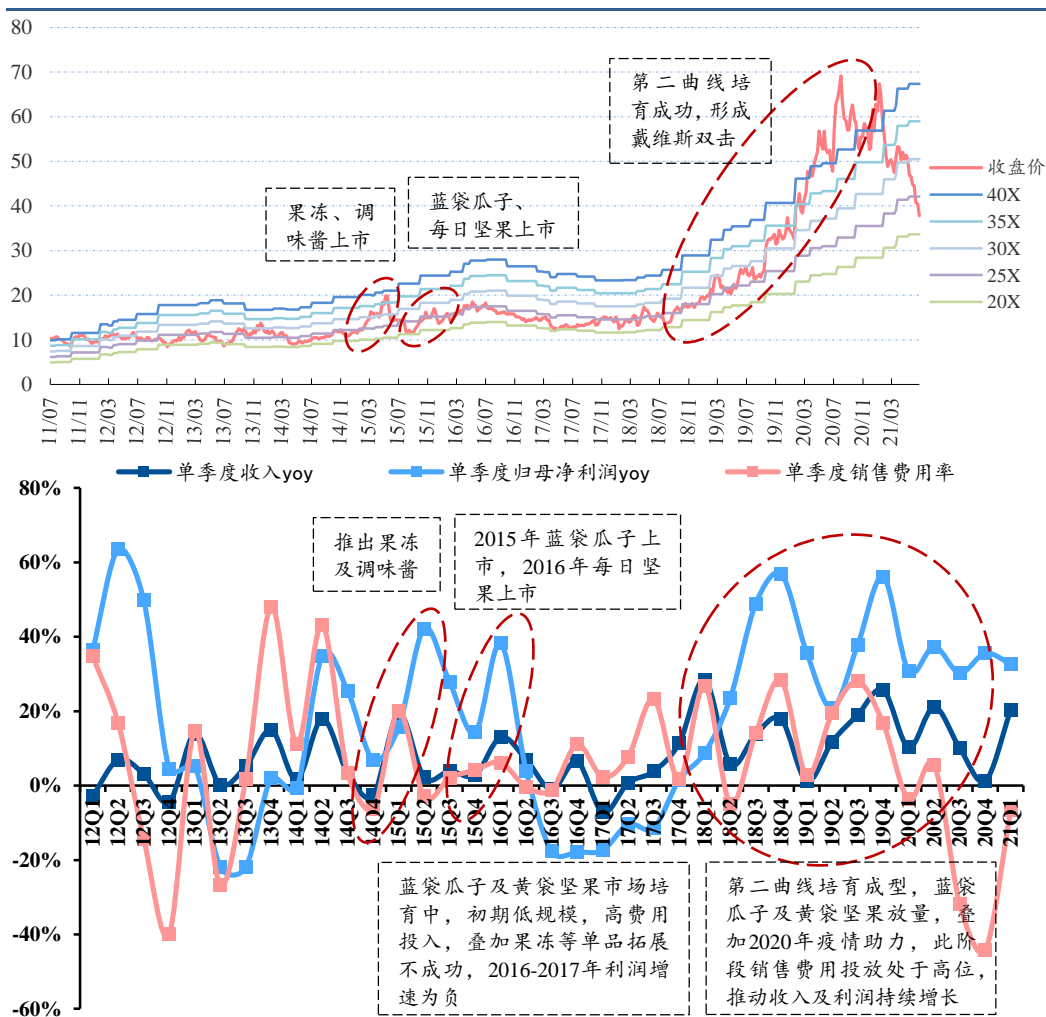 80
70
60
50
40
30
20
10
0
第二曲线培
育成功,形成
戴维斯双击
果冻、调
味酱上市
蓝袋瓜子、
每日坚果上市
收盘价
40X
35X
30X
25X
20X
11/07
11/11
12/03
12/07
12/11
13/03
13/07
13/11
14/03
14/07
14/11
15/03
15/07
15/11
16/03
16/07
16/11
17/03
17/07
17/11
18/03
18/07
18/11
19/03
19/07
19/11
20/03
20/07
20/11
21/03
单季度收入yoy
单季度归母净利润yoy
单季度销售费用率
80%
60%
40%
20%
0%
-20%
-40%
-60%
推出果冻
及调味酱
2015年蓝袋瓜子上
市，2016年每日坚
果上市
12Q1
12Q2
12Q3
12Q4
13Q1
13Q2
13Q3
13Q4
14Q1
14Q2
14Q3
14Q4
15Q1
15Q2
15Q3
15Q4
16Q1
16Q2
16Q3
16Q4
17Q1
17Q2
17Q3
17Q4
18Q1
18Q2
18Q3
18Q4
19Q1
19Q2
19Q3
19Q4
20Q1
20Q2
20Q3
20Q4
21Q1
蓝袋瓜子及黄袋坚果市场培
育中，初期低规模，高费用
投入，叠加果冻等单品拓展
不成功，2016-2017年利润增
速为负
第二曲线培育成型，蓝袋
瓜子及黄袋坚果放量，叠
加2020年疫情助力，此阶
段销售费用投放处于高位，
推动收入及利润持续增长